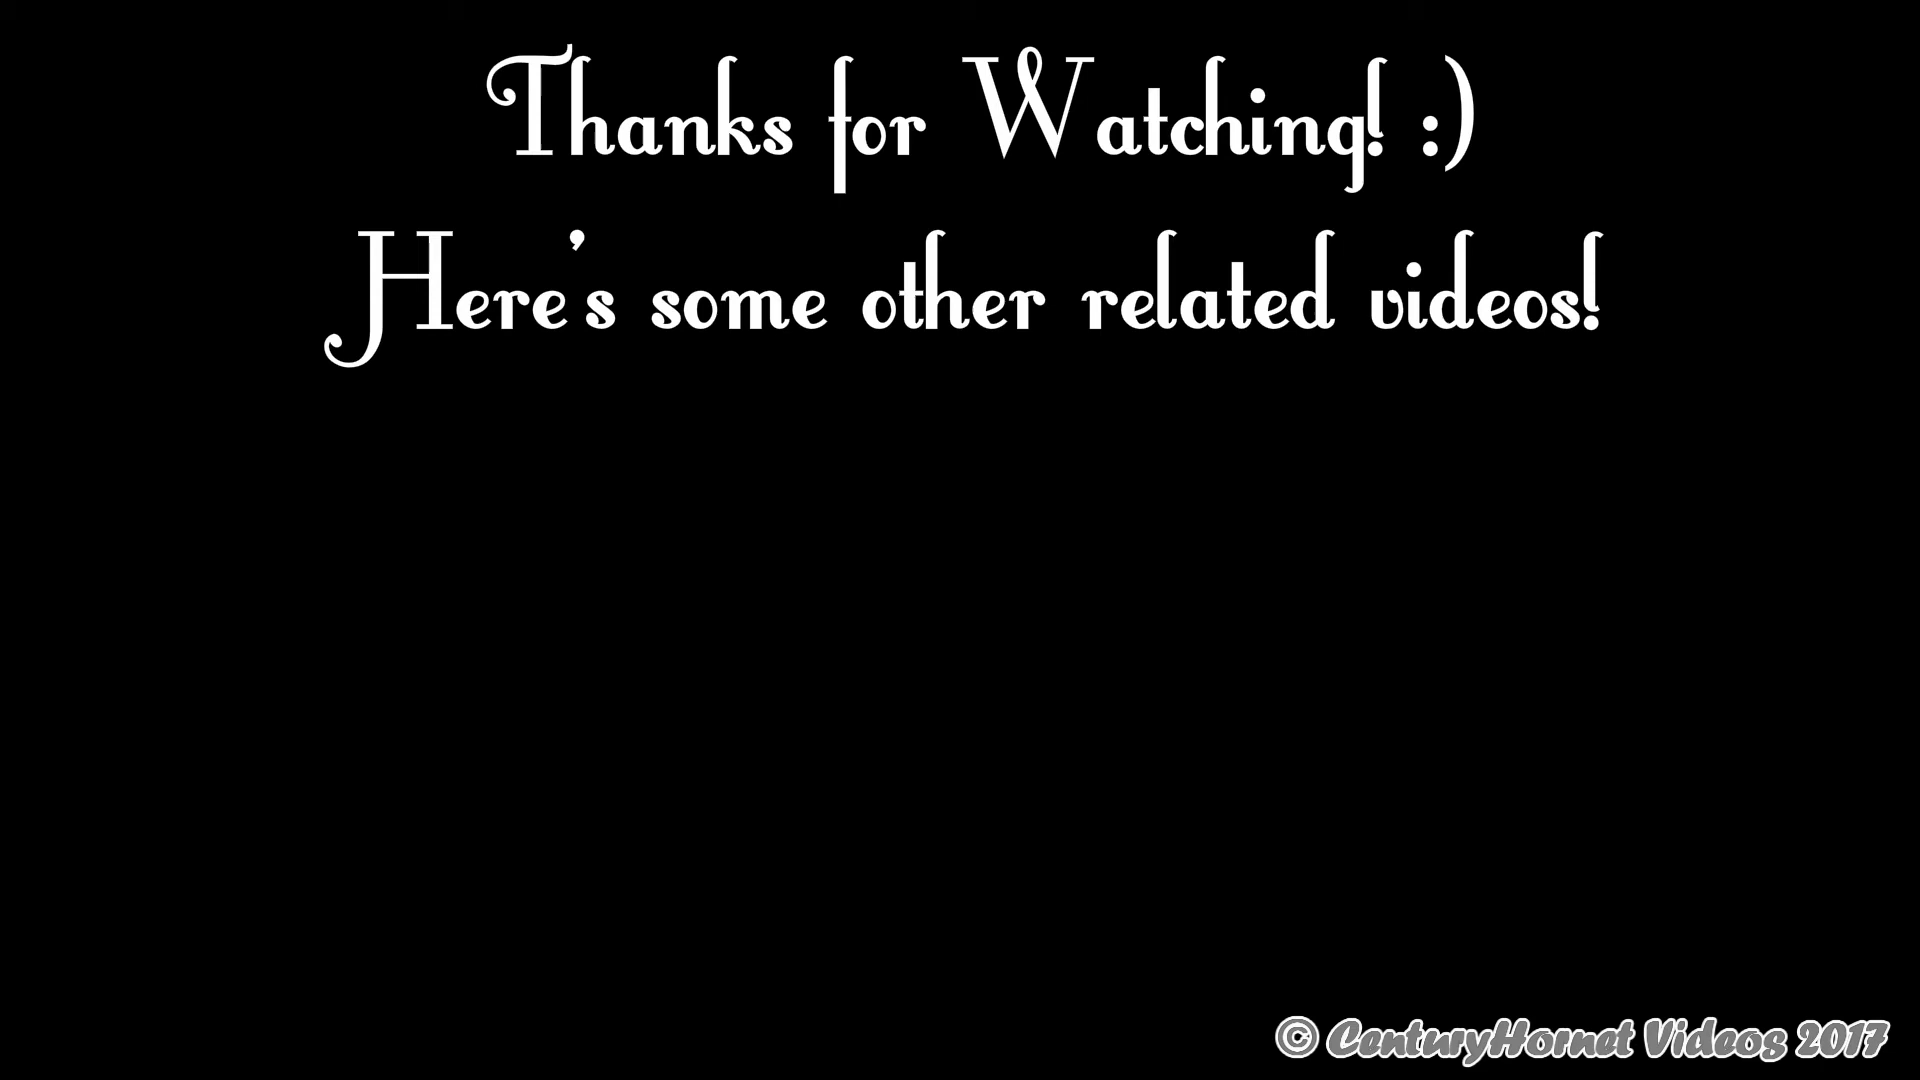 Thanks for Watching! :)
Here's some other related videos!
© CenturyHornet Videos 2017